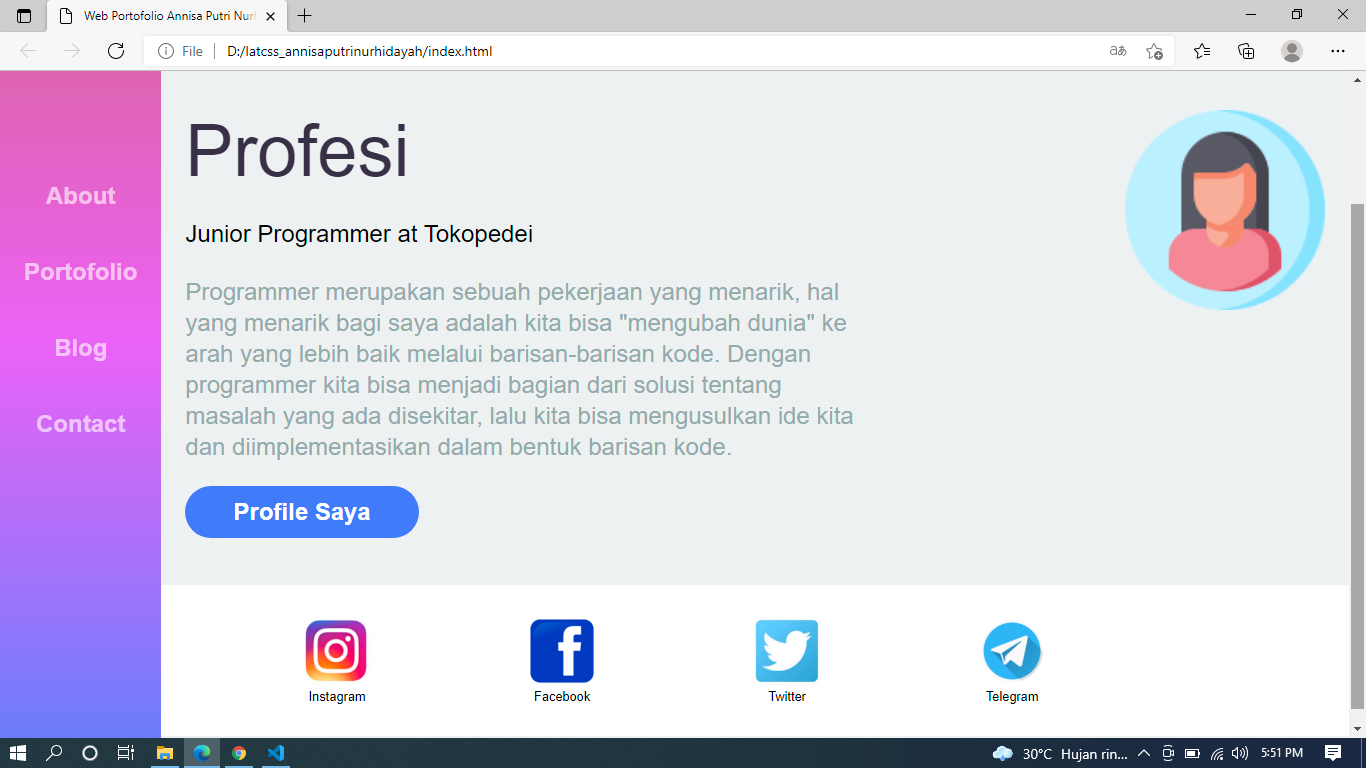 Web Portofolio Annisa Putri Nurh
File
D:/latcss_annisaputrinurhidayah/index.html
About
Portofolio
Blog
Contact
Profesi
Junior Programmer at Tokopedei
Programmer merupakan sebuah pekerjaan yang menarik, hal
yang menarik bagi saya adalah kita bisa "mengubah dunia" ke
arah yang lebih baik melalui barisan-barisan kode. Dengan
programmer kita bisa menjadi bagian dari solusi tentang
masalah yang ada disekitar, lalu kita bisa mengusulkan ide kita
dan diimplementasikan dalam bentuk barisan kode.
Profile Saya
Instagram
Facebook
Twitter
Telegram
30°C Hujan rin...
5:51 PM